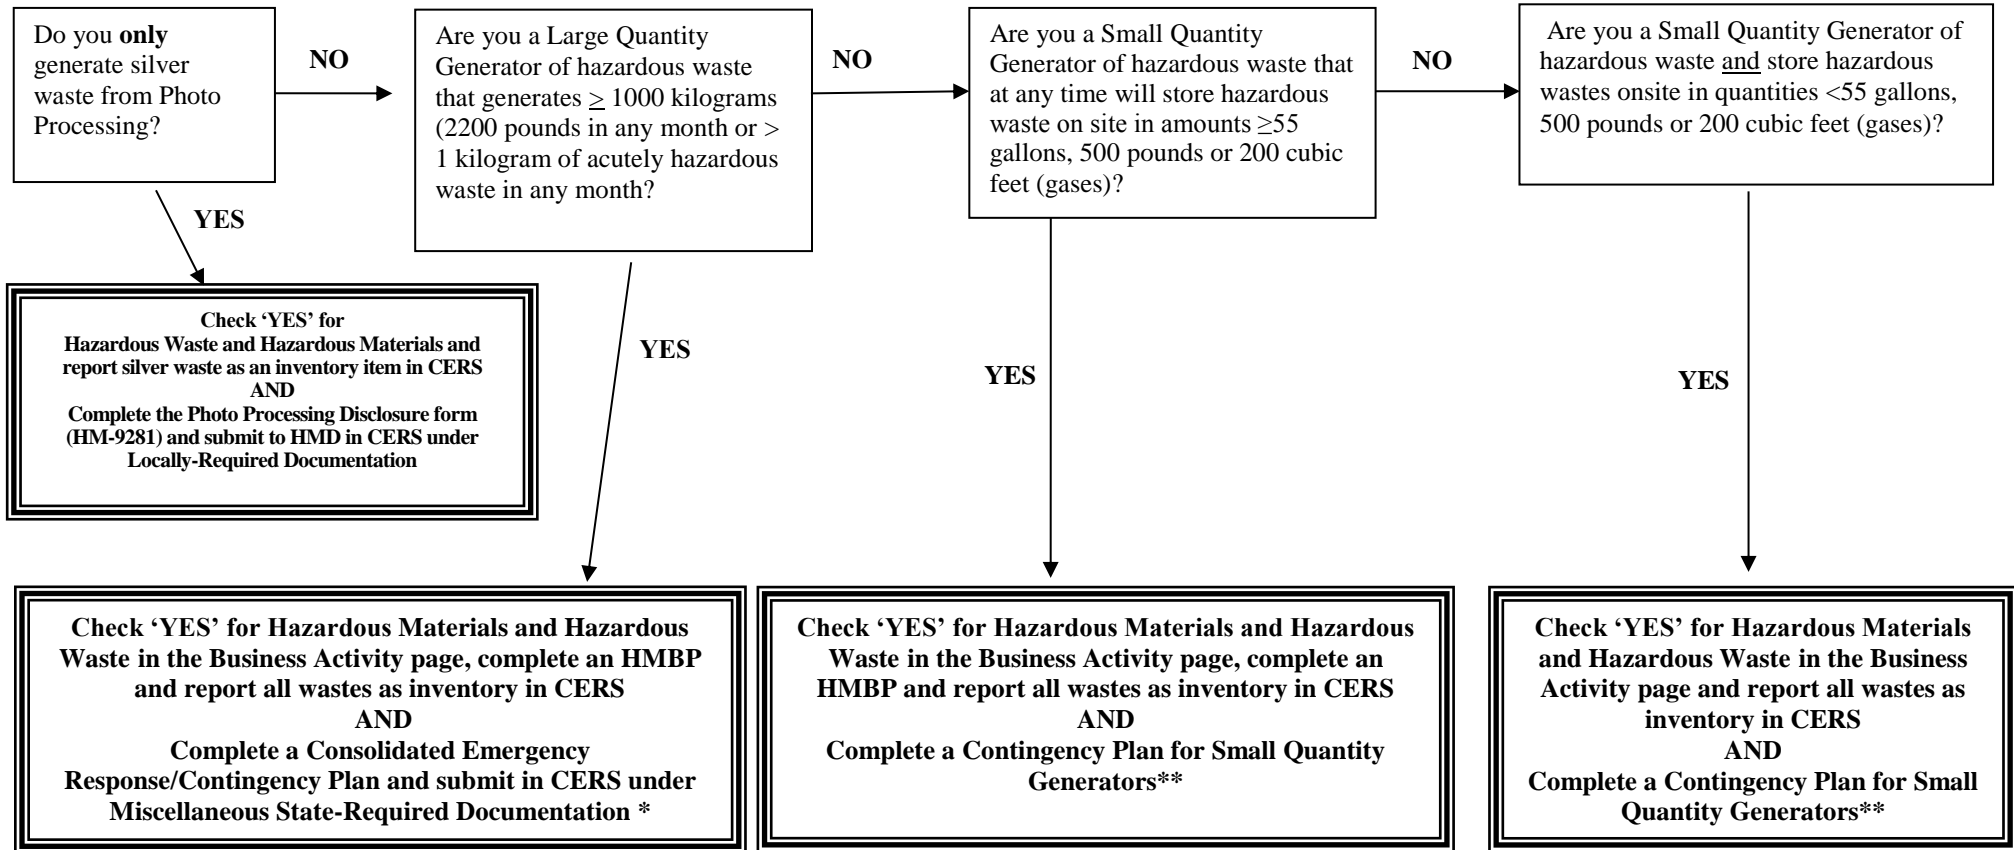 Do you only
generate silver
waste from Photo
Processing?
NO
Are you a Large Quantity
Generator of hazardous waste
that generates ≥ 1000 kilograms
(2200 pounds in any month or >
1 kilogram of acutely hazardous
waste in any month?
NO
Are you a Small Quantity
Generator of hazardous waste that
at any time will store hazardous
waste on site in amounts ≥55
gallons, 500 pounds or 200 cubic
feet (gases)?
NO
Are you a Small Quantity Generator of
hazardous waste and store hazardous
wastes onsite in quantities <55 gallons,
500 pounds or 200 cubic feet (gases)?
YES
YES
YES
YES
Check ‘YES’ for
Hazardous Waste and Hazardous Materials and
report silver waste as an inventory item in CERS
AND
Complete the Photo Processing Disclosure form
(HM-9281) and submit to HMD in CERS under
Locally-Required Documentation
Check ‘YES’ for Hazardous Materials and Hazardous
Waste in the Business Activity page, complete an HMBP
and report all wastes as inventory in CERS
AND
Complete a Consolidated Emergency
Response/Contingency Plan and submit in CERS under
Miscellaneous State-Required Documentation *
Check ‘YES’ for Hazardous Materials and Hazardous
Waste in the Business Activity page, complete an
HMBP and report all wastes as inventory in CERS
AND
Complete a Contingency Plan for Small Quantity
Generators**
Check ‘YES’ for Hazardous Materials
and Hazardous Waste in the Business
Activity page and report all wastes as
inventory in CERS
AND
Complete a Contingency Plan for Small
Quantity Generators**